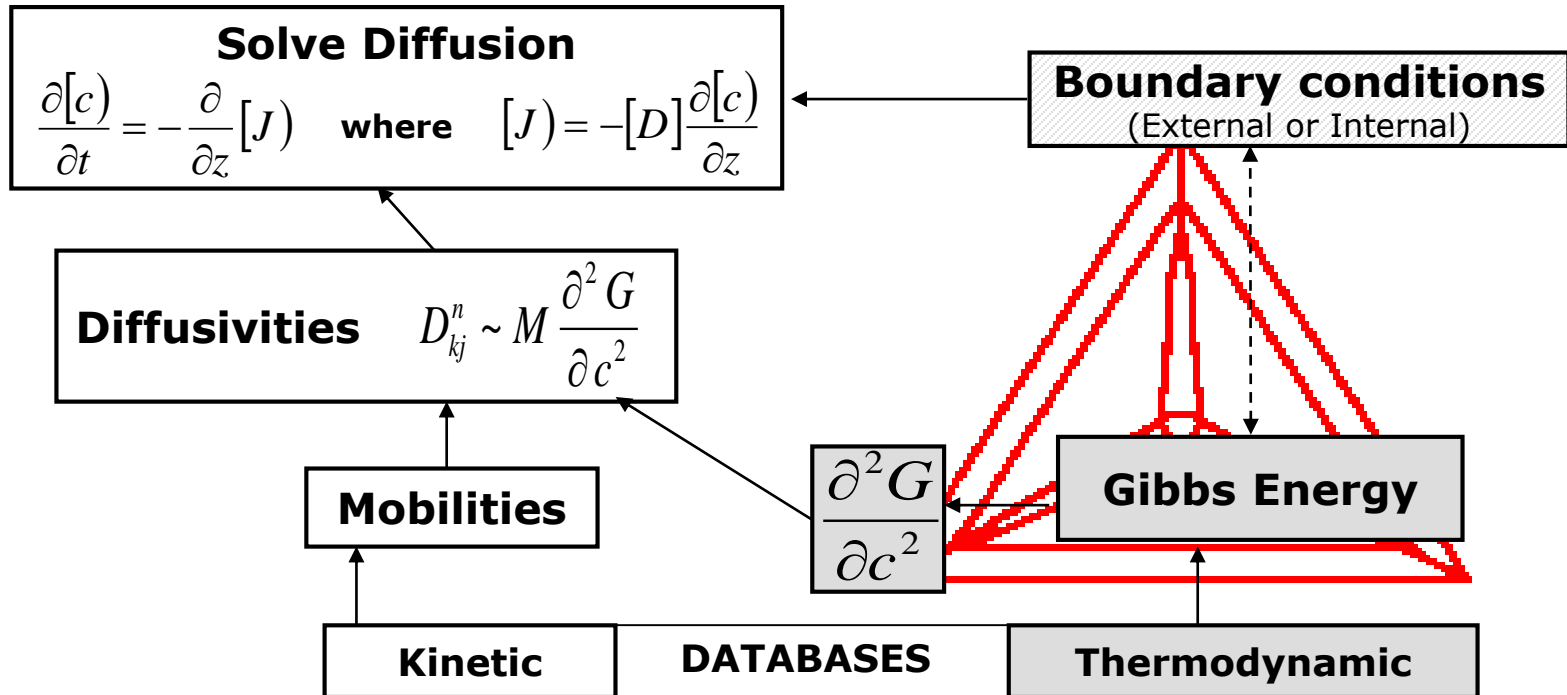 Solve Diffusion
∂[c)/∂t = -∂/∂z [J) where [J) = -[D] ∂[c)/∂z
Boundary conditions
(External or Internal)
Diffusivities D^n_kj ~ M ∂²G/∂c²
Mobilities
∂²G/∂c²
Gibbs Energy
Kinetic
DATABASES
Thermodynamic